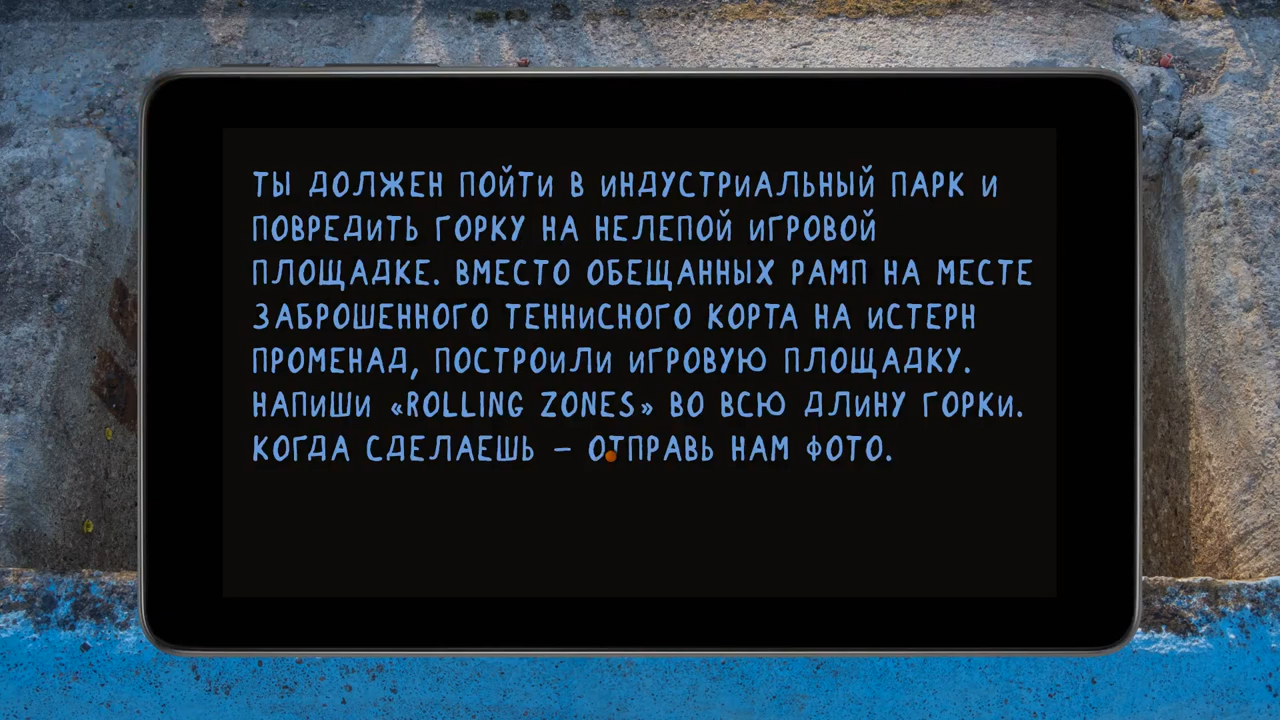 ТЫ ДОЛЖЕН ПОЙТИ В ИНДУСТРИАЛЬНЫЙ ПАРК И
ПОВРЕДИТЬ ГОРКУ НА НЕЛЕПОЙ ИГРОВОЙ
ПЛОЩАДКЕ. ВМЕСТО ОБЕЩАННЫХ РАМП НА МЕСТЕ
ЗАБРОШЕННОГО ТЕННИСНОГО КОРТА НА ИСТЕРН
ПРОМЕНАД, ПОСТРОИЛИ ИГРОВУЮ ПЛОЩАДКУ.
НАПИШИ «ROLLING ZONES» ВО ВСЮ ДЛИНУ ГОРКИ.
КОГДА СДЕЛАЕШЬ – ОТПРАВЬ НАМ ФОТО.